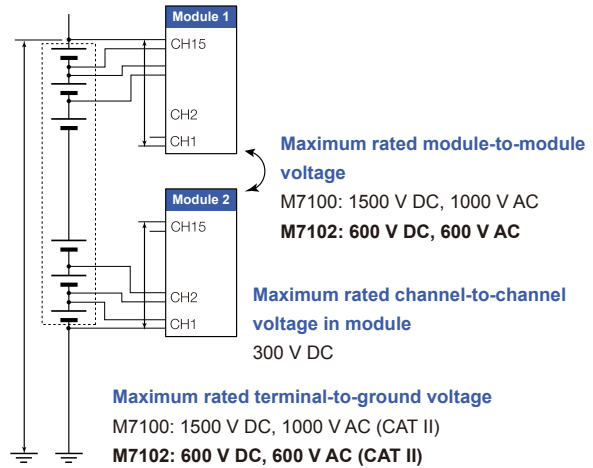 Module 1
CH15
CH2
CH1
Maximum rated module-to-module
voltage
M7100: 1500 V DC, 1000 V AC
M7102: 600 V DC, 600 V AC
Module 2
CH15
CH2
CH1
Maximum rated channel-to-channel
voltage in module
300 V DC
Maximum rated terminal-to-ground voltage
M7100: 1500 V DC, 1000 V AC (CAT II)
M7102: 600 V DC, 600 V AC (CAT II)